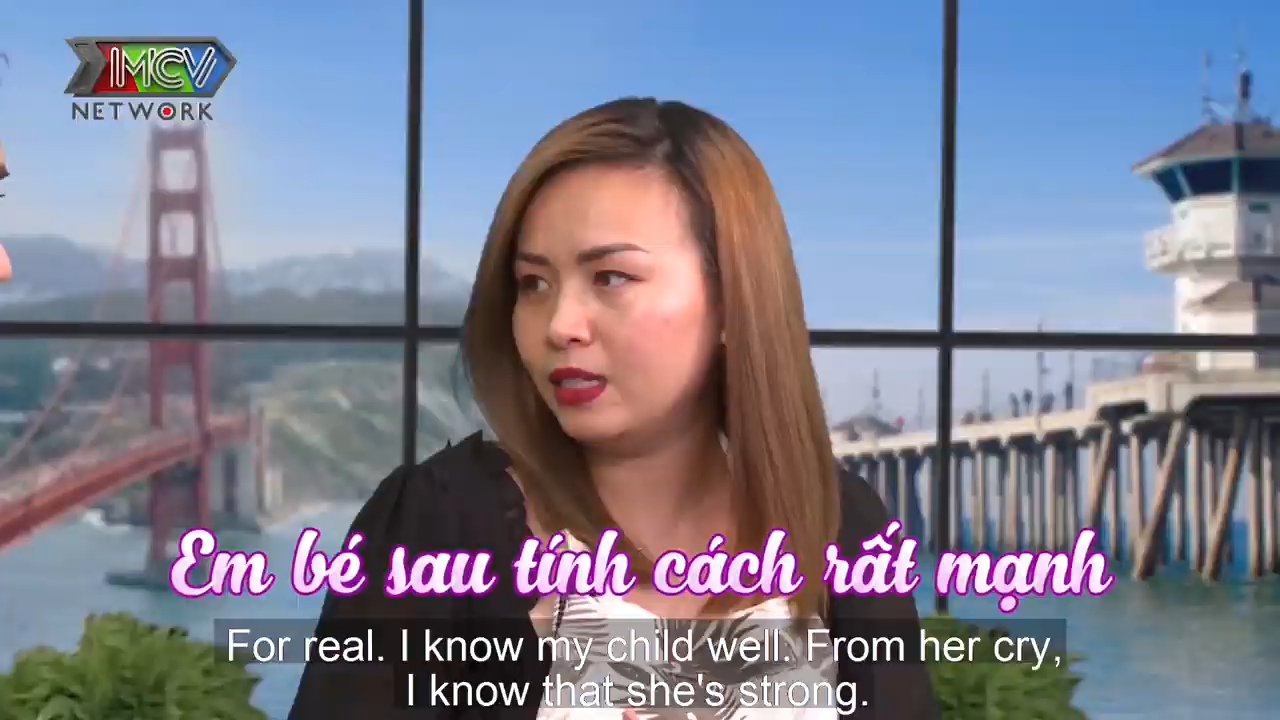 MCV
NETWORK
Em bé sau tính cách rất mạnh
For real. I know my child well. From her cry,
I know that she's strong.